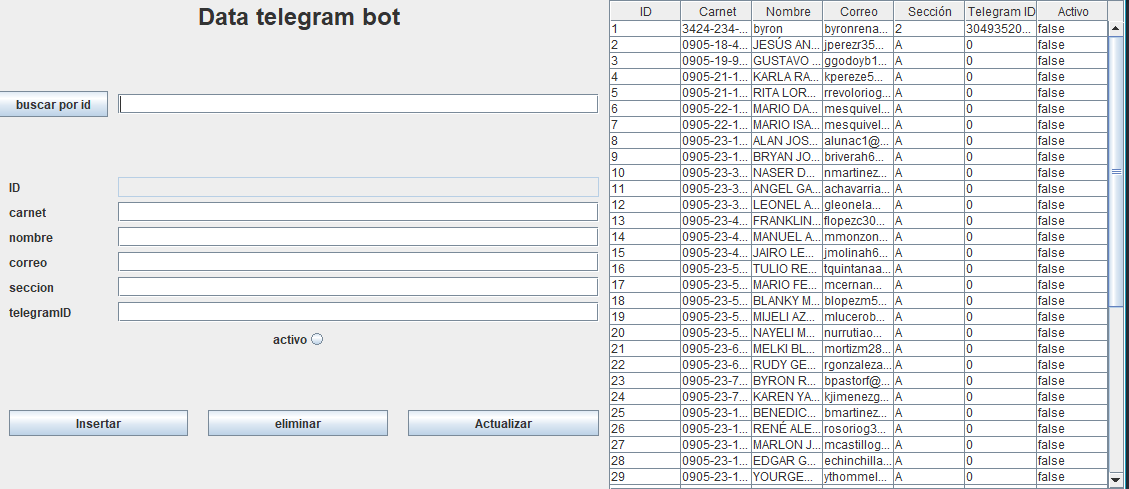 Data telegram bot
buscar por id
ID
carnet
nombre
correo
seccion
telegramID
activo
Insertar eliminar Actualizar
ID Carnet Nombre Correo Sección Telegram ID Activo
1 3424-234-... byron byronrena... 2 30493520... false
2 0905-18-4... JESÚS AN... jperezr35... A 0 false
3 0905-19-9... GUSTAVO ... ggodoyb1... A 0 false
4 0905-21-1... KARLA RA... kpereze5... A 0 false
5 0905-21-1... RITA LOR... rrevoloriog... A 0 false
6 0905-22-1... MARIO DA... mesquivel... A 0 false
7 0905-22-1... MARIO ISA... mesquivel... A 0 false
8 0905-23-1... ALAN JOS... alunac1@... A 0 false
9 0905-23-1... BRYAN JO... briverah6... A 0 false
10 0905-23-3... NASER D... nmartinez... A 0 false
11 0905-23-3... ANGEL GA... achavarria... A 0 false
12 0905-23-3... LEONEL A... gleonela... A 0 false
13 0905-23-4... FRANKLIN... flopezc30... A 0 false
14 0905-23-4... MANUEL A... mmonzon... A 0 false
15 0905-23-4... JAIRO LE... jmolinah6... A 0 false
16 0905-23-5... TULIO RE... tquintanaa... A 0 false
17 0905-23-5... MARIO FE... mcernan... A 0 false
18 0905-23-5... BLANKY M... blopezm5... A 0 false
19 0905-23-5... MIJELI AZ... mlucerob... A 0 false
20 0905-23-5... NAYELI M... nurrutiao... A 0 false
21 0905-23-6... MELKI BL... mortizm28... A 0 false
22 0905-23-6... RUDY GE... rgonzaleza... A 0 false
23 0905-23-7... BYRON R... bpastorf@... A 0 false
24 0905-23-7... KAREN YA... kjimenezg... A 0 false
25 0905-23-1... BENEDIC... bmartinez... A 0 false
26 0905-23-1... RENÉ ALE... rosoriog3... A 0 false
27 0905-23-1... MARLON J... mcastillog... A 0 false
28 0905-23-1... EDGAR G... echinchilla... A 0 false
29 0905-23-1... YOURGE... ythommel... A 0 false